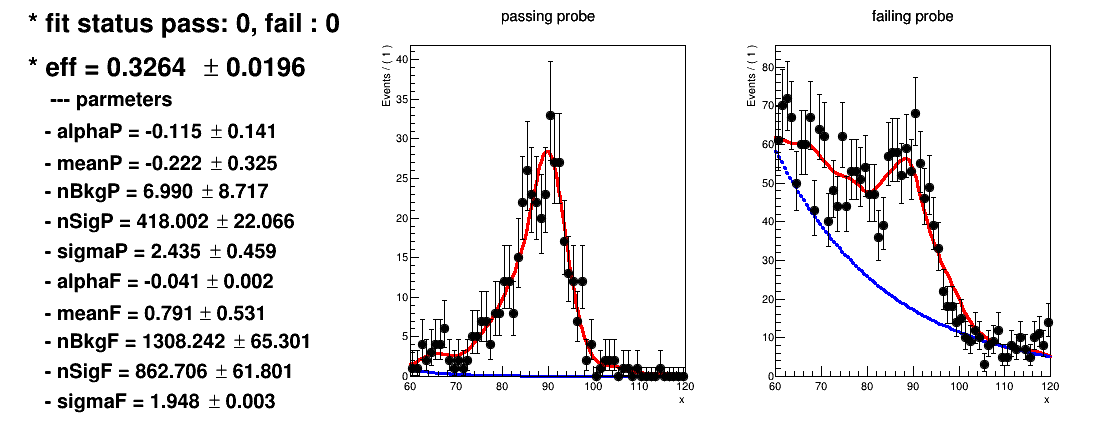 * fit status pass: 0, fail : 0
* eff = 0.3264 ± 0.0196
--- parmeters
- alphaP = -0.115 ± 0.141
- meanP = -0.222 ± 0.325
- nBkgP = 6.990 ± 8.717
- nSigP = 418.002 ± 22.066
- sigmaP = 2.435 ± 0.459
- alphaF = -0.041 ± 0.002
- meanF = 0.791 ± 0.531
- nBkgF = 1308.242 ± 65.301
- nSigF = 862.706 ± 61.801
- sigmaF = 1.948 ± 0.003
passing probe
Events / ( 1 )
40
35
30
25
20
15
10
5
0
60 70 80 90 100 110 120
x
failing probe
Events / ( 1 )
80
70
60
50
40
30
20
10
0
60 70 80 90 100 110 120
x